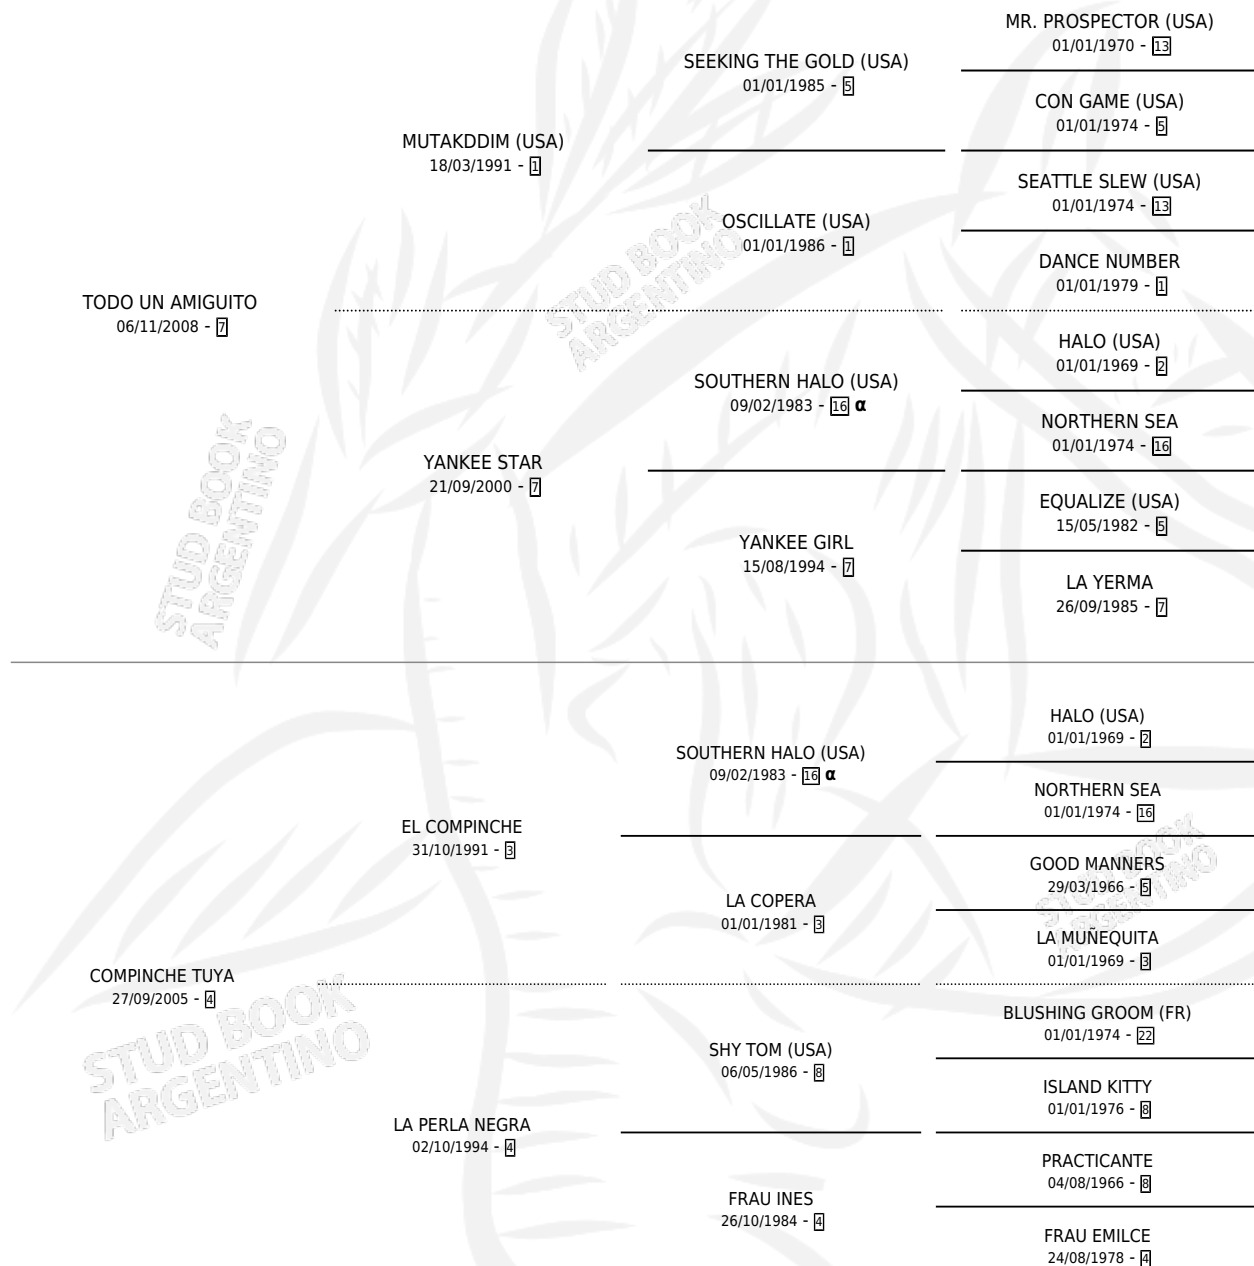 MR. PROSPECTOR (USA)
01/01/1970 - 13
SEEKING THE GOLD (USA)
01/01/1985 - 5
CON GAME (USA)
01/01/1974 - 5
MUTAKDDIM (USA)
18/03/1991 - 1
SEATTLE SLEW (USA)
01/01/1974 - 13
OSCILLATE (USA)
01/01/1986 - 1
DANCE NUMBER
01/01/1979 - 1
TODO UN AMIGUITO
06/11/2008 - 7
HALO (USA)
01/01/1969 - 2
SOUTHERN HALO (USA)
09/02/1983 - 16 α
NORTHERN SEA
01/01/1974 - 16
YANKEE STAR
21/09/2000 - 7
EQUALIZE (USA)
15/05/1982 - 5
YANKEE GIRL
15/08/1994 - 7
LA YERMA
26/09/1985 - 7
HALO (USA)
01/01/1969 - 2
SOUTHERN HALO (USA)
09/02/1983 - 16 α
NORTHERN SEA
01/01/1974 - 16
EL COMPINCHE
31/10/1991 - 3
GOOD MANNERS
29/03/1966 - 5
LA COPERA
01/01/1981 - 3
LA MUÑEQUITA
01/01/1969 - 3
COMPINCHE TUYA
27/09/2005 - 4
BLUSHING GROOM (FR)
01/01/1974 - 22
SHY TOM (USA)
06/05/1986 - 8
ISLAND KITTY
01/01/1976 - 8
LA PERLA NEGRA
02/10/1994 - 4
PRACTICANTE
04/08/1966 - 8
FRAU INES
26/10/1984 - 4
FRAU EMILCE
24/08/1978 - 4
STUD BOOK
ARGENTINO
STUD BOOK
ARGENTINO
STUD BOOK
ARGENTINO
STUD BOOK
ARGENTINO